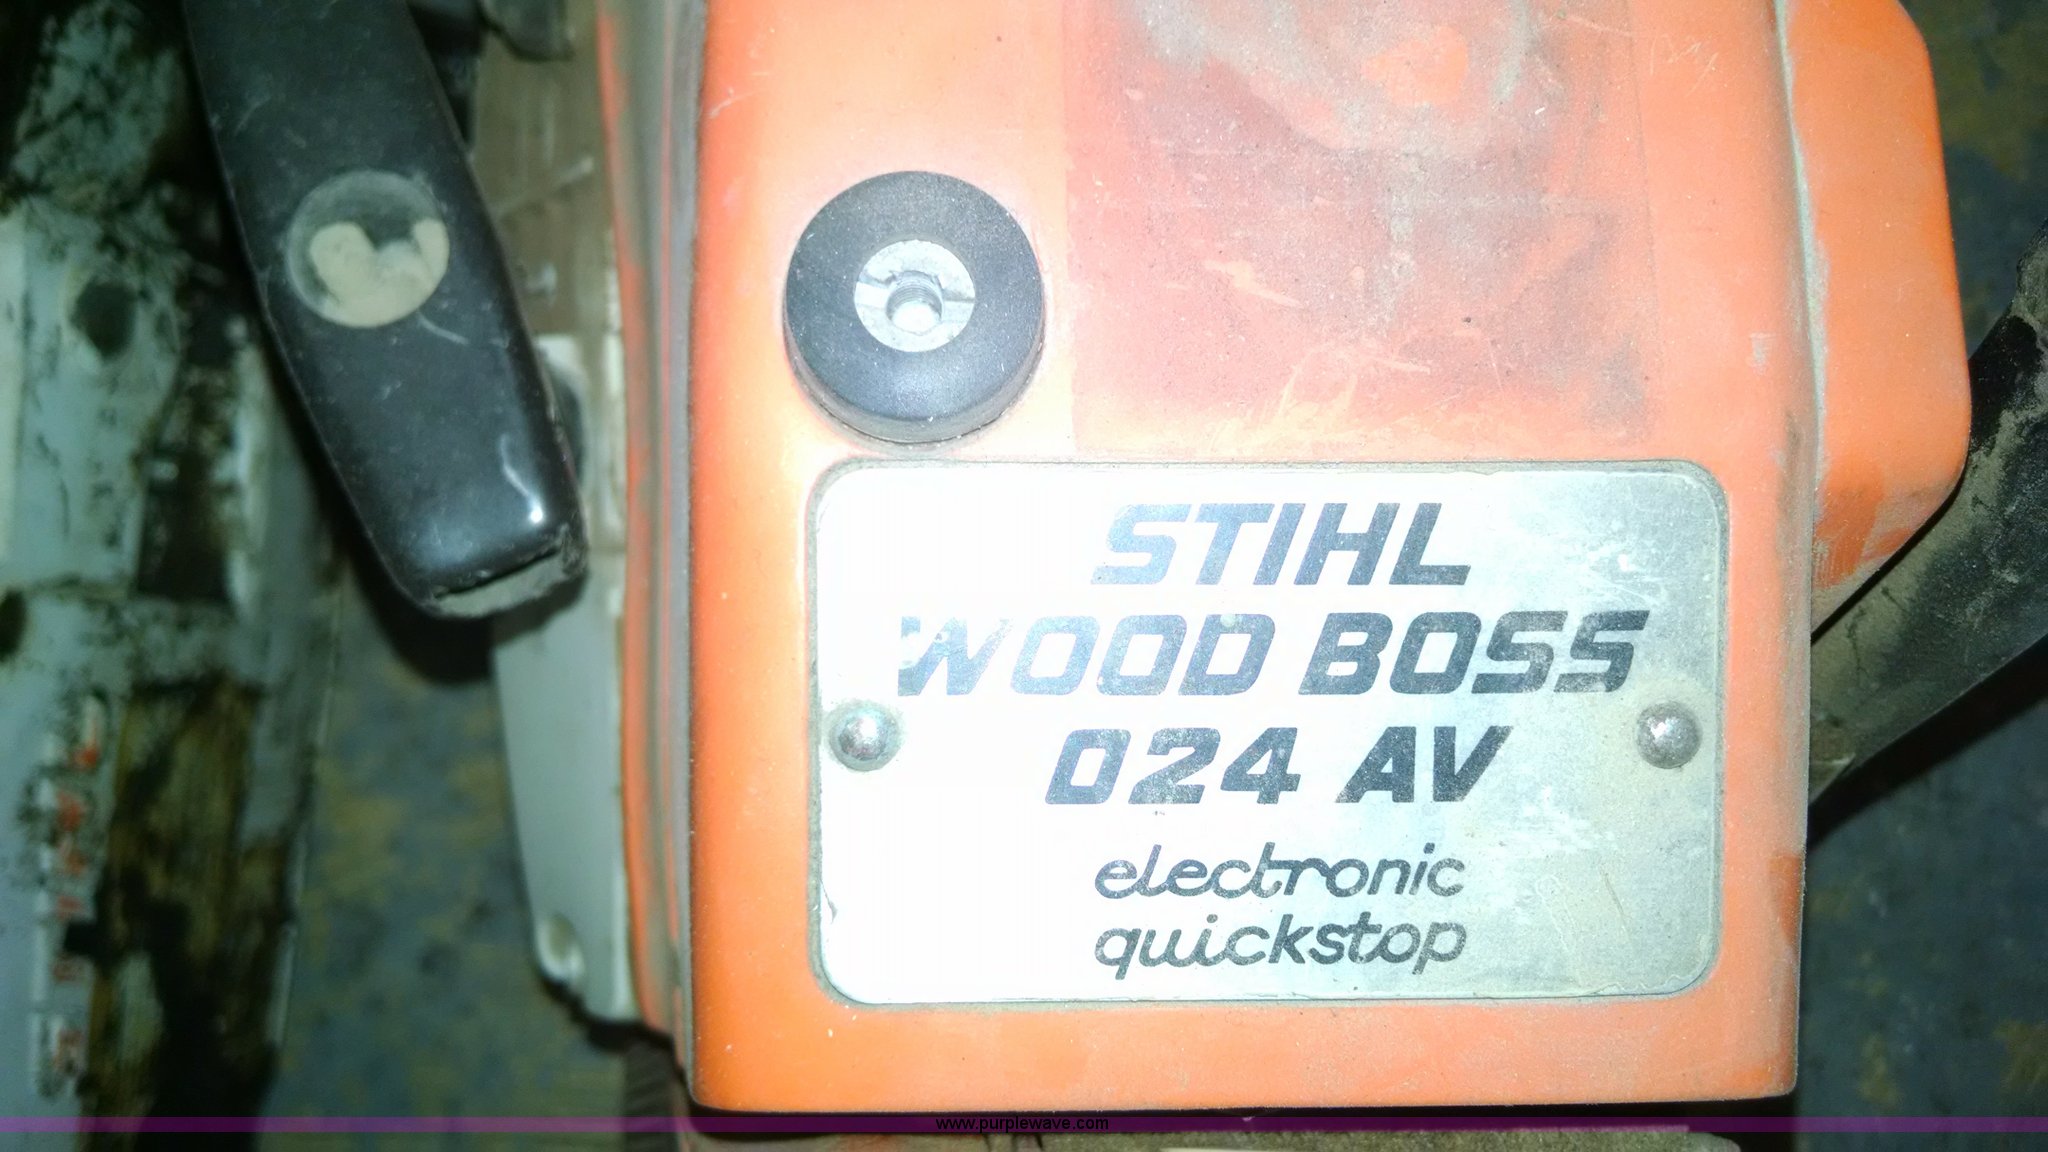 STIHL
WOOD BOSS
024 AV
electronic
quickstop
www.purplewave.com